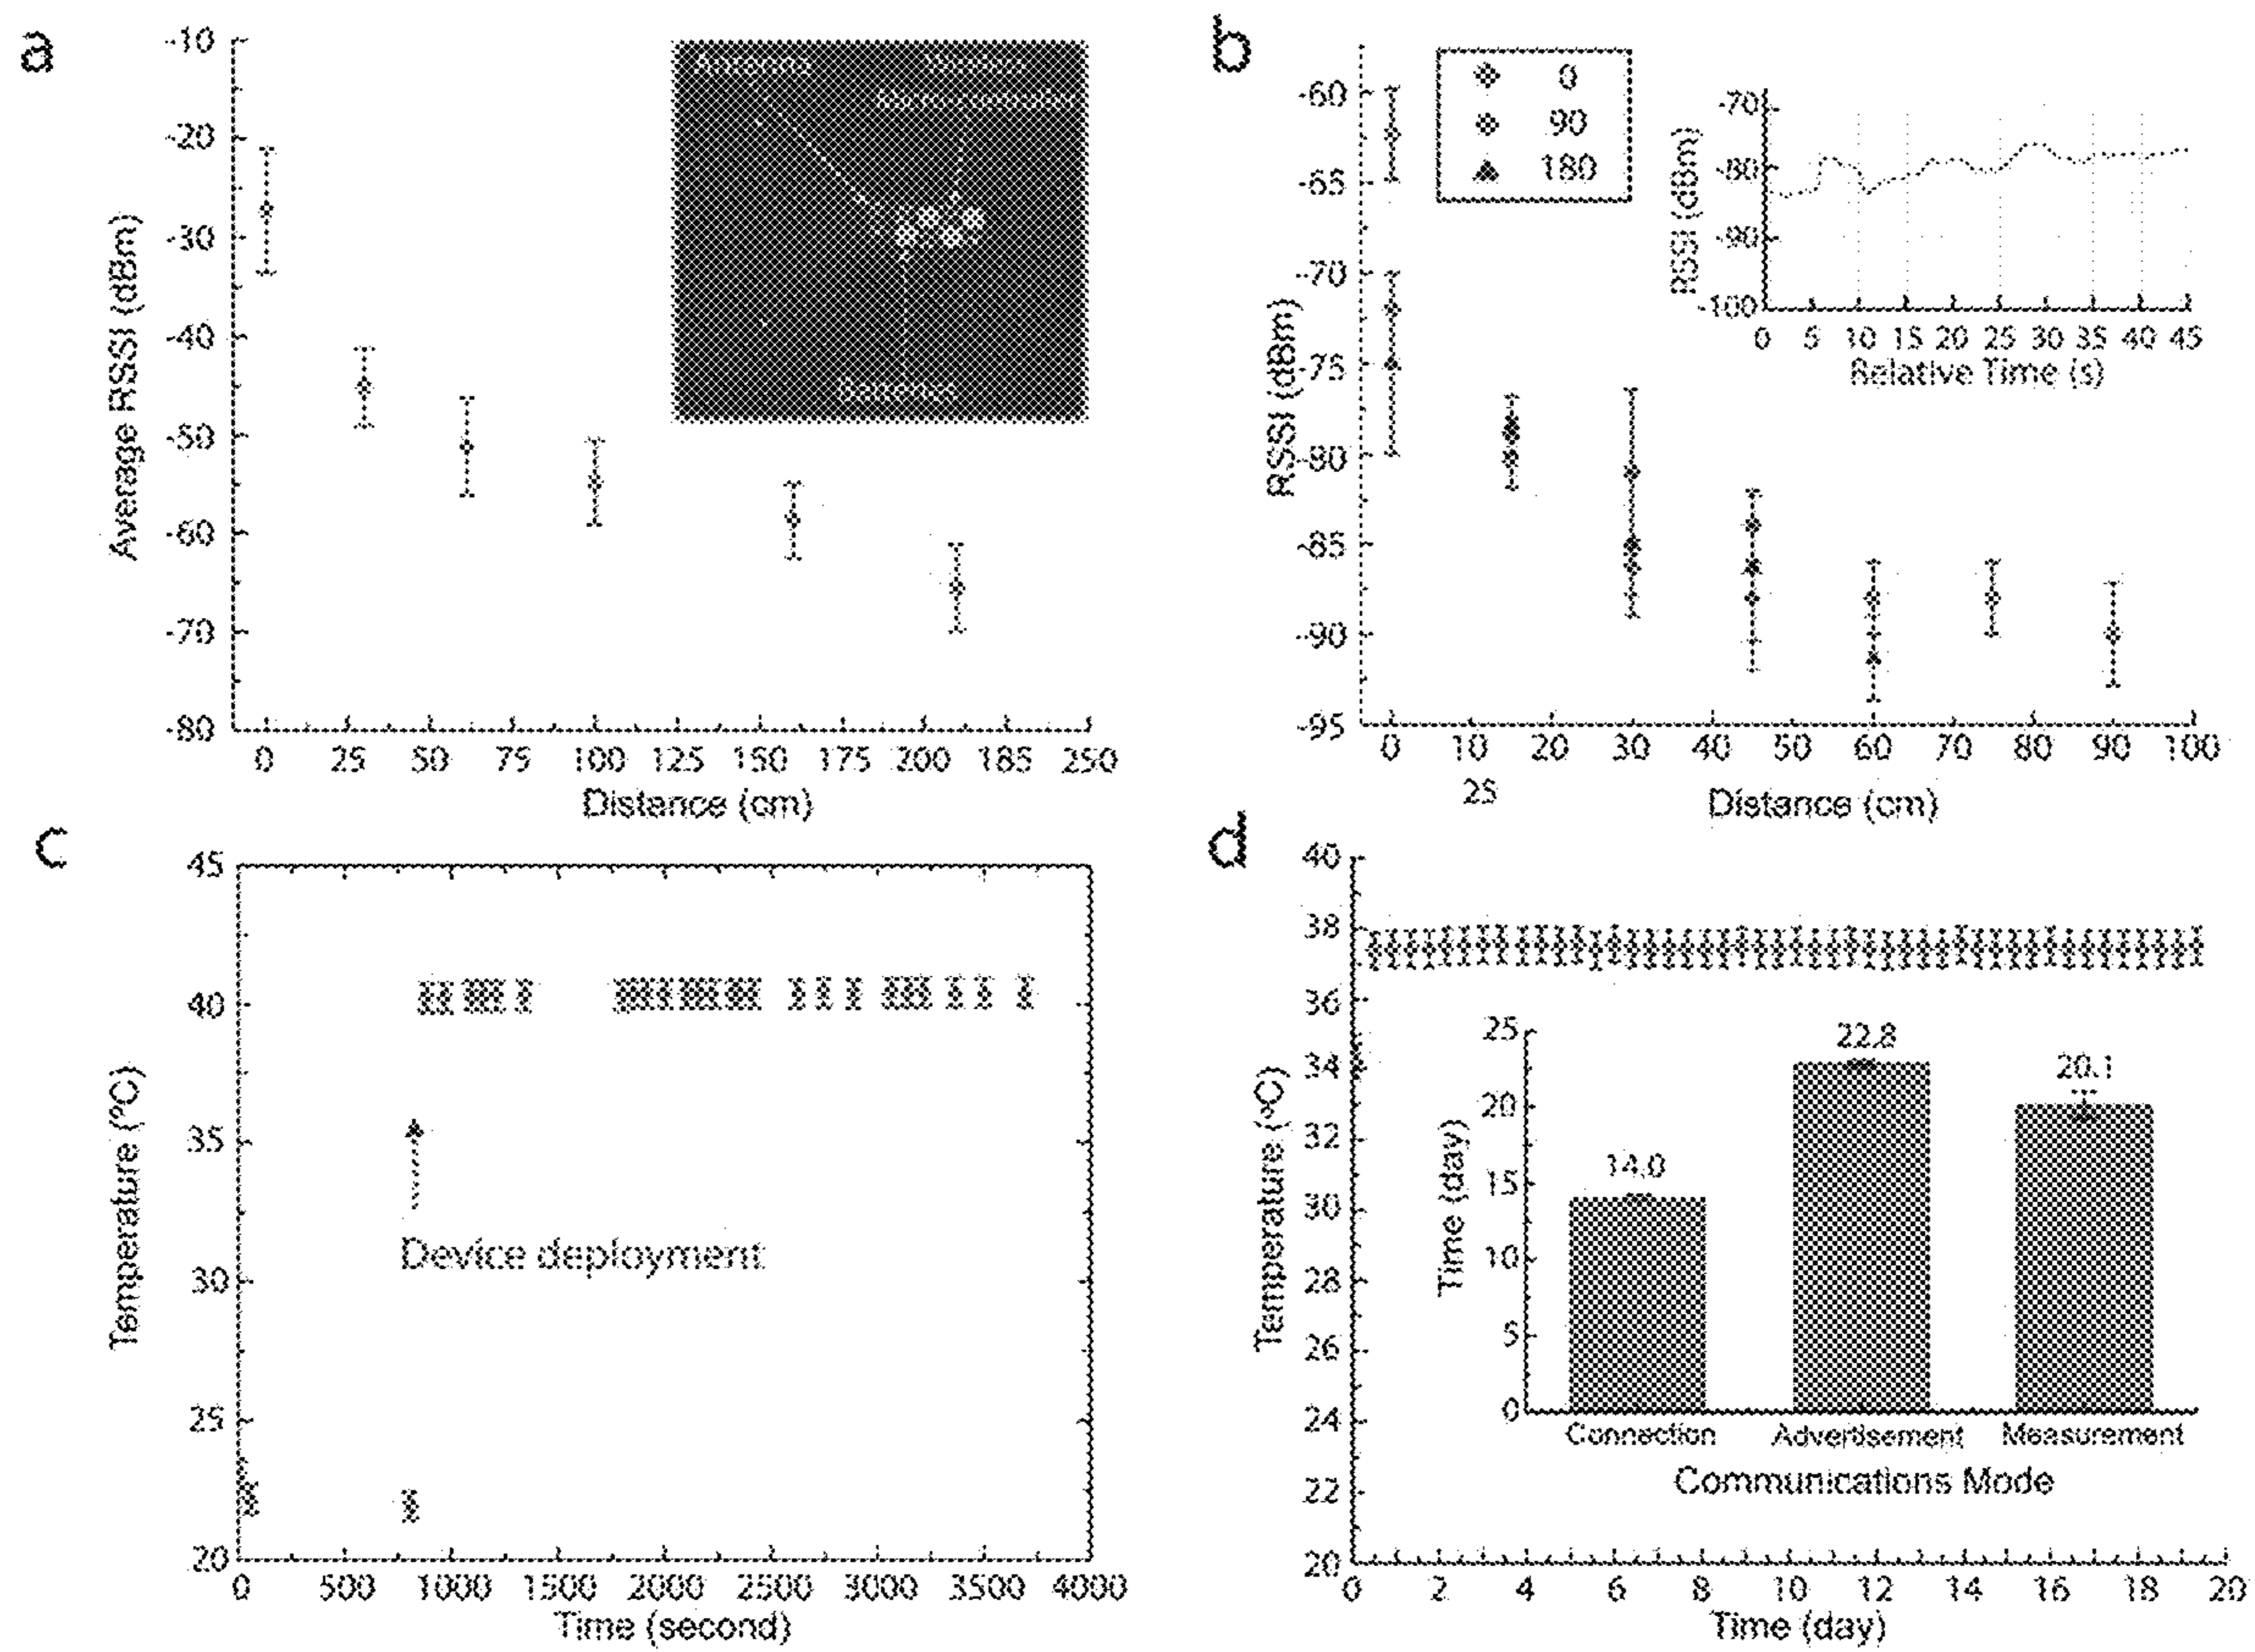 a
-10
-20
-30
-40
-50
-60
-70
-80
Average RSSI (dBm)
0 25 50 75 100 125 150 175 200 185 250
Distance (cm)
Antenna
Batteries
b
-60
-65
-70
-75
-80
-85
-90
-95
RSSI (dBm)
0
90
180
-70
-80
-90
-100
RSSI (dBm)
0 5 10 15 20 25 30 35 40 45
Relative Time (s)
0 10 20 30 40 50 60 70 80 90 100
25
Distance (cm)
c
45
40
35
30
25
20
Temperature (°C)
Device deployment
0 500 1000 1500 2000 2500 3000 3500 4000
Time (second)
d
40
38
36
34
32
30
28
26
24
22
20
Temperature (°C)
25
20
15
10
5
0
Time (day)
14.0
22.8
20.1
Connection Advertisement Measurement
Communications Mode
0 2 4 6 8 10 12 14 16 18 20
Time (day)